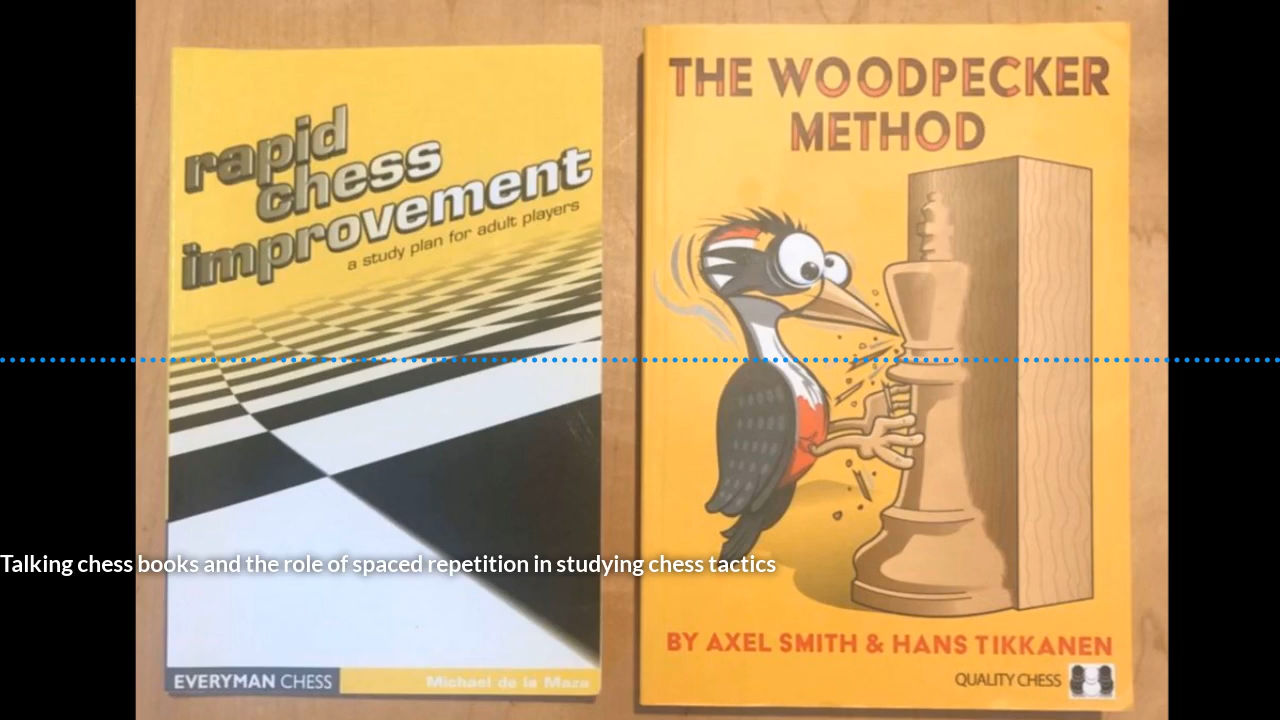 rapid
chess
improvement
a study plan for adult players
EVERYMAN CHESS
Michael de la Maza
THE WOODPECKER
METHOD
BY AXEL SMITH & HANS TIKKANEN
QUALITY CHESS
Talking chess books and the role of spaced repetition in studying chess tactics